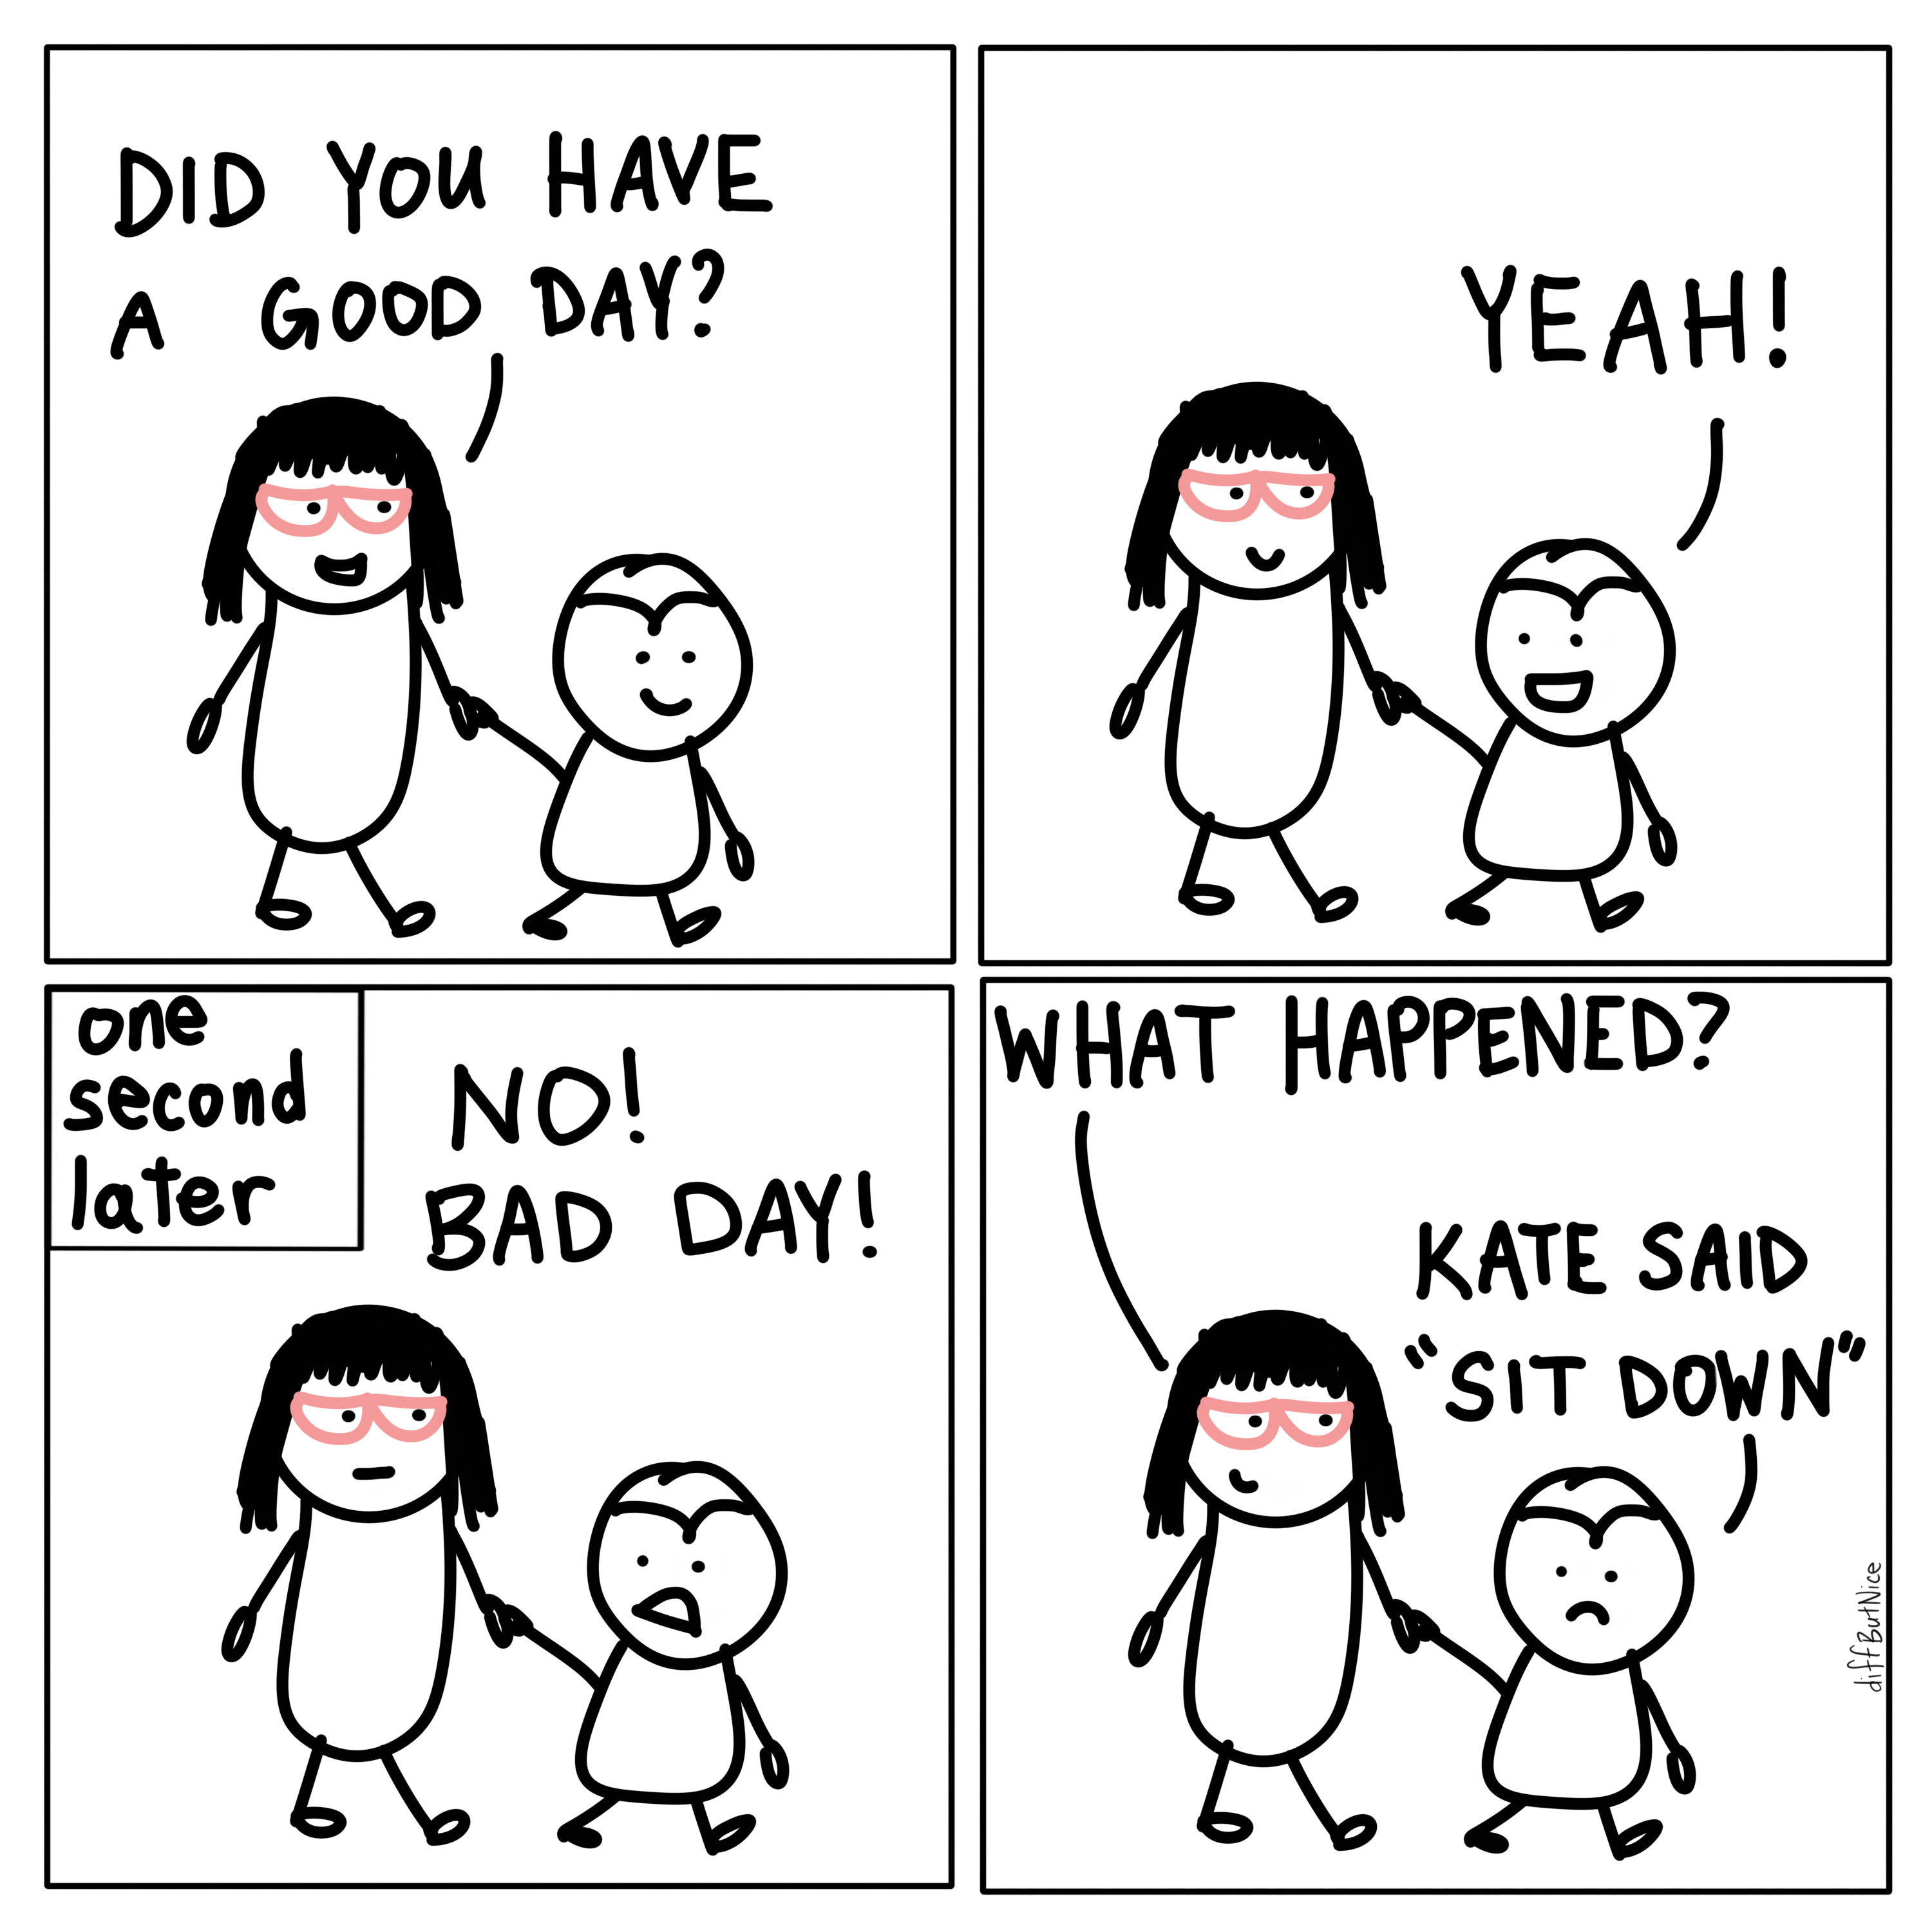 DID YOU HAVE
A GOOD DAY?
YEAH!
one
second
later
NO!
BAD DAY!
WHAT HAPPENED?
KATE SAID
"SIT DOWN"
diffButNice